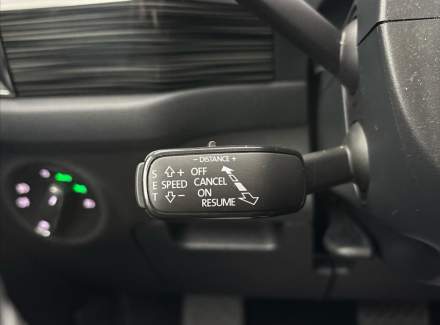 − DISTANCE +
S + OFF
E SPEED CANCEL
T − ON
RESUME